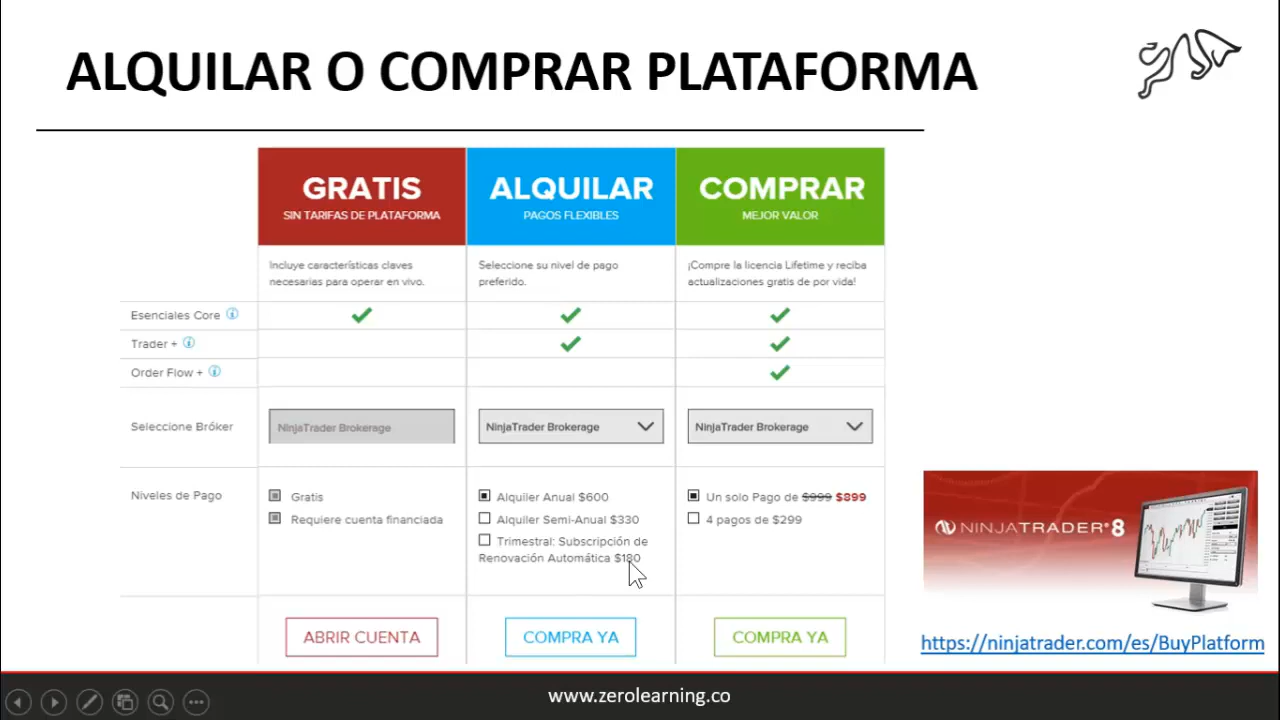 ALQUILAR O COMPRAR PLATAFORMA
GRATIS
SIN TARIFAS DE PLATAFORMA
ALQUILAR
PAGOS FLEXIBLES
COMPRAR
MEJOR VALOR
Incluye características claves
necesarias para operar en vivo.
Seleccione su nivel de pago
preferido.
¡Compre la licencia Lifetime y reciba
actualizaciones gratis de por vida!
Esenciales Core
Trader +
Order Flow +
Seleccione Bróker
NinjaTrader Brokerage
NinjaTrader Brokerage
NinjaTrader Brokerage
Niveles de Pago
Gratis
Requiere cuenta financiada
Alquiler Anual $600
Alquiler Semi-Anual $330
Trimestral: Subscripción de
Renovación Automática $180
Un solo Pago de $999 $899
4 pagos de $299
ABRIR CUENTA
COMPRA YA
COMPRA YA
NINJATRADER® 8
https://ninjatrader.com/es/BuyPlatform
www.zerolearning.co